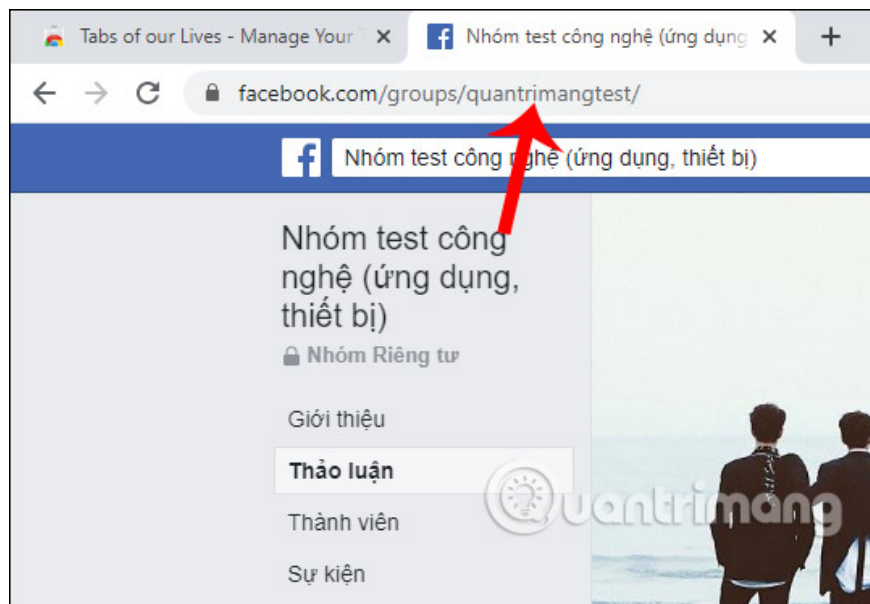 Tabs of our Lives - Manage Your
Nhóm test công nghệ (ứng dụng
facebook.com/groups/quantrimangtest/
Nhóm test công nghệ (ứng dụng, thiết bị)
Nhóm test công
nghệ (ứng dụng,
thiết bị)
Nhóm Riêng tư
Giới thiệu
Thảo luận
Thành viên
Sự kiện
Quantrimang